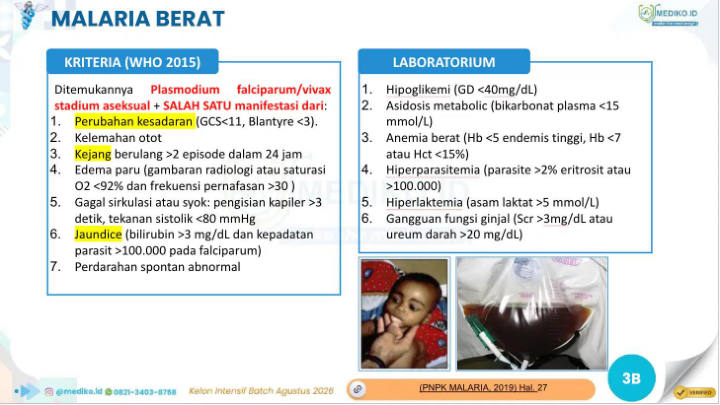 MALARIA BERAT
MEDIKO.ID
KRITERIA (WHO 2015)
Ditemukannya Plasmodium falciparum/vivax
stadium aseksual + SALAH SATU manifestasi dari:
1. Perubahan kesadaran (GCS<11, Blantyre <3).
2. Kelemahan otot
3. Kejang berulang >2 episode dalam 24 jam
4. Edema paru (gambaran radiologi atau saturasi
O2 <92% dan frekuensi pernafasan >30 )
5. Gagal sirkulasi atau syok: pengisian kapiler >3
detik, tekanan sistolik <80 mmHg
6. Jaundice (bilirubin >3 mg/dL dan kepadatan
parasit >100.000 pada falciparum)
7. Perdarahan spontan abnormal
LABORATORIUM
1. Hipoglikemi (GD <40mg/dL)
2. Asidosis metabolic (bikarbonat plasma <15
mmol/L)
3. Anemia berat (Hb <5 endemis tinggi, Hb <7
atau Hct <15%)
4. Hiperparasitemia (parasite >2% eritrosit atau
>100.000)
5. Hiperlaktemia (asam laktat >5 mmol/L)
6. Gangguan fungsi ginjal (Scr >3mg/dL atau
ureum darah >20 mg/dL)
MEDIKO.ID
@mediko.id 0821-3403-8768
Kelon Intensif Batch Agustus 2026
(PNPK MALARIA, 2019) Hal. 27
3B
VERIFIED